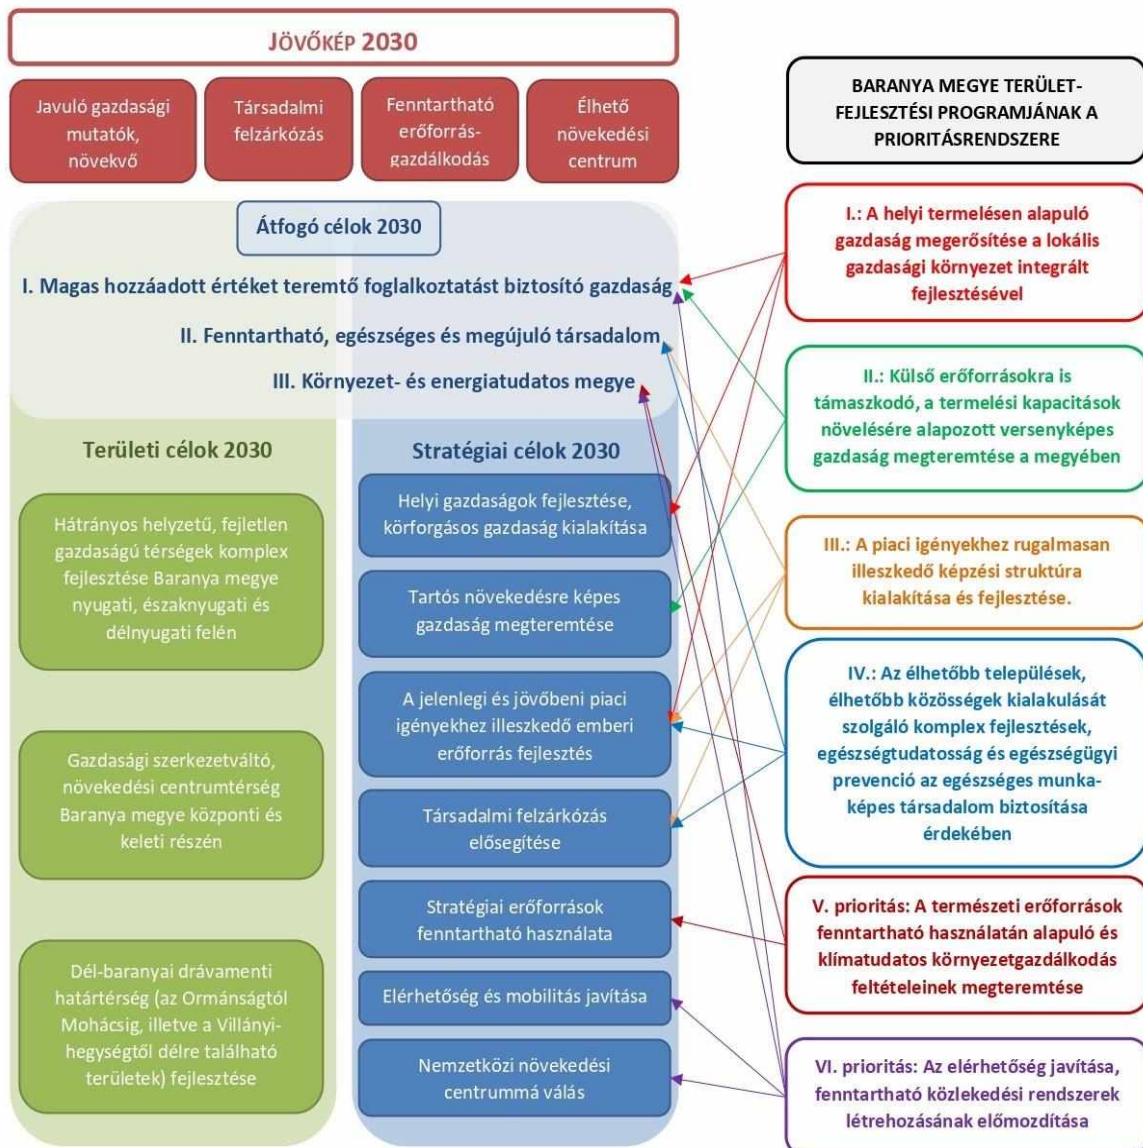 JÖVŐKÉP 2030
Javuló gazdasági
mutatók,
növekvő
Társadalmi
felzárkózás
Fenntartható
erőforrás-
gazdálkodás
Élhető
növekedési
centrum
Átfogó célok 2030
I. Magas hozzáadott értéket teremtő foglalkoztatást biztosító gazdaság
II. Fenntartható, egészséges és megújuló társadalom
III. Környezet- és energiatudatos megye
Területi célok 2030
Hátrányos helyzetű, fejletlen
gazdaságú térségek komplex
fejlesztése Baranya megye
nyugati, északnyugati és
délnyugati felén
Gazdasági szerkezetváltó,
növekedési centrumtérség
Baranya megye központi és
keleti részén
Dél-baranyai drávamenti
határtérség (az Ormánságtól
Mohácsig, illetve a Villányi-
hegységtől délre található
területek) fejlesztése
Stratégiai célok 2030
Helyi gazdaságok fejlesztése,
körforgásos gazdaság kialakítása
Tartós növekedésre képes
gazdaság megteremtése
A jelenlegi és jövőbeni piaci
igényekhez illeszkedő emberi
erőforrás fejlesztés
Társadalmi felzárkózás
elősegítése
Stratégiai erőforrások
fenntartható használata
Elérhetőség és mobilitás javítása
Nemzetközi növekedési
centrummá válás
BARANYA MEGYE TERÜLET-
FEJLESZTÉSI PROGRAMJÁNAK A
PRIORITÁSRENDSZERE
I.: A helyi termelésen alapuló
gazdaság megerősítése a lokális
gazdasági környezet integrált
fejlesztésével
II.: Külső erőforrásokra is
támaszkodó, a termelési kapacitások
növelésére alapozott versenyképes
gazdaság megteremtése a megyében
III.: A piaci igényekhez rugalmasan
illeszkedő képzési struktúra
kialakítása és fejlesztése.
IV.: Az élhetőbb települések,
élhetőbb közösségek kialakulását
szolgáló komplex fejlesztések,
egészségtudatosság és egészségügyi
prevenció az egészséges munka-
képes társadalom biztosítása
érdekében
V. prioritás: A természeti erőforrások
fenntartható használatán alapuló és
klímatudatos környezetgazdálkodás
feltételeinek megteremtése
VI. prioritás: Az elérhetőség javítása,
fenntartható közlekedési rendszerek
létrehozásának előmozdítása